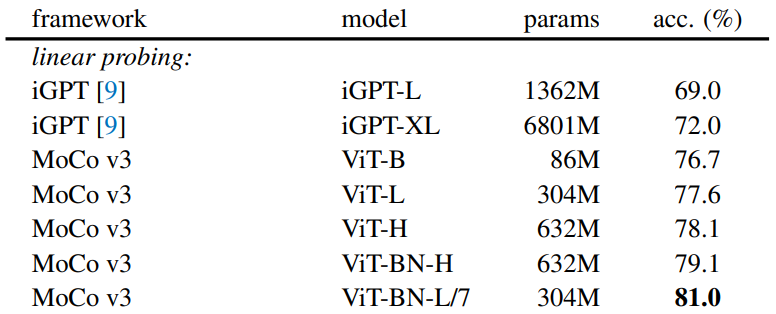 framework model params acc. (%)
linear probing:
iGPT [9] iGPT-L 1362M 69.0
iGPT [9] iGPT-XL 6801M 72.0
MoCo v3 ViT-B 86M 76.7
MoCo v3 ViT-L 304M 77.6
MoCo v3 ViT-H 632M 78.1
MoCo v3 ViT-BN-H 632M 79.1
MoCo v3 ViT-BN-L/7 304M 81.0